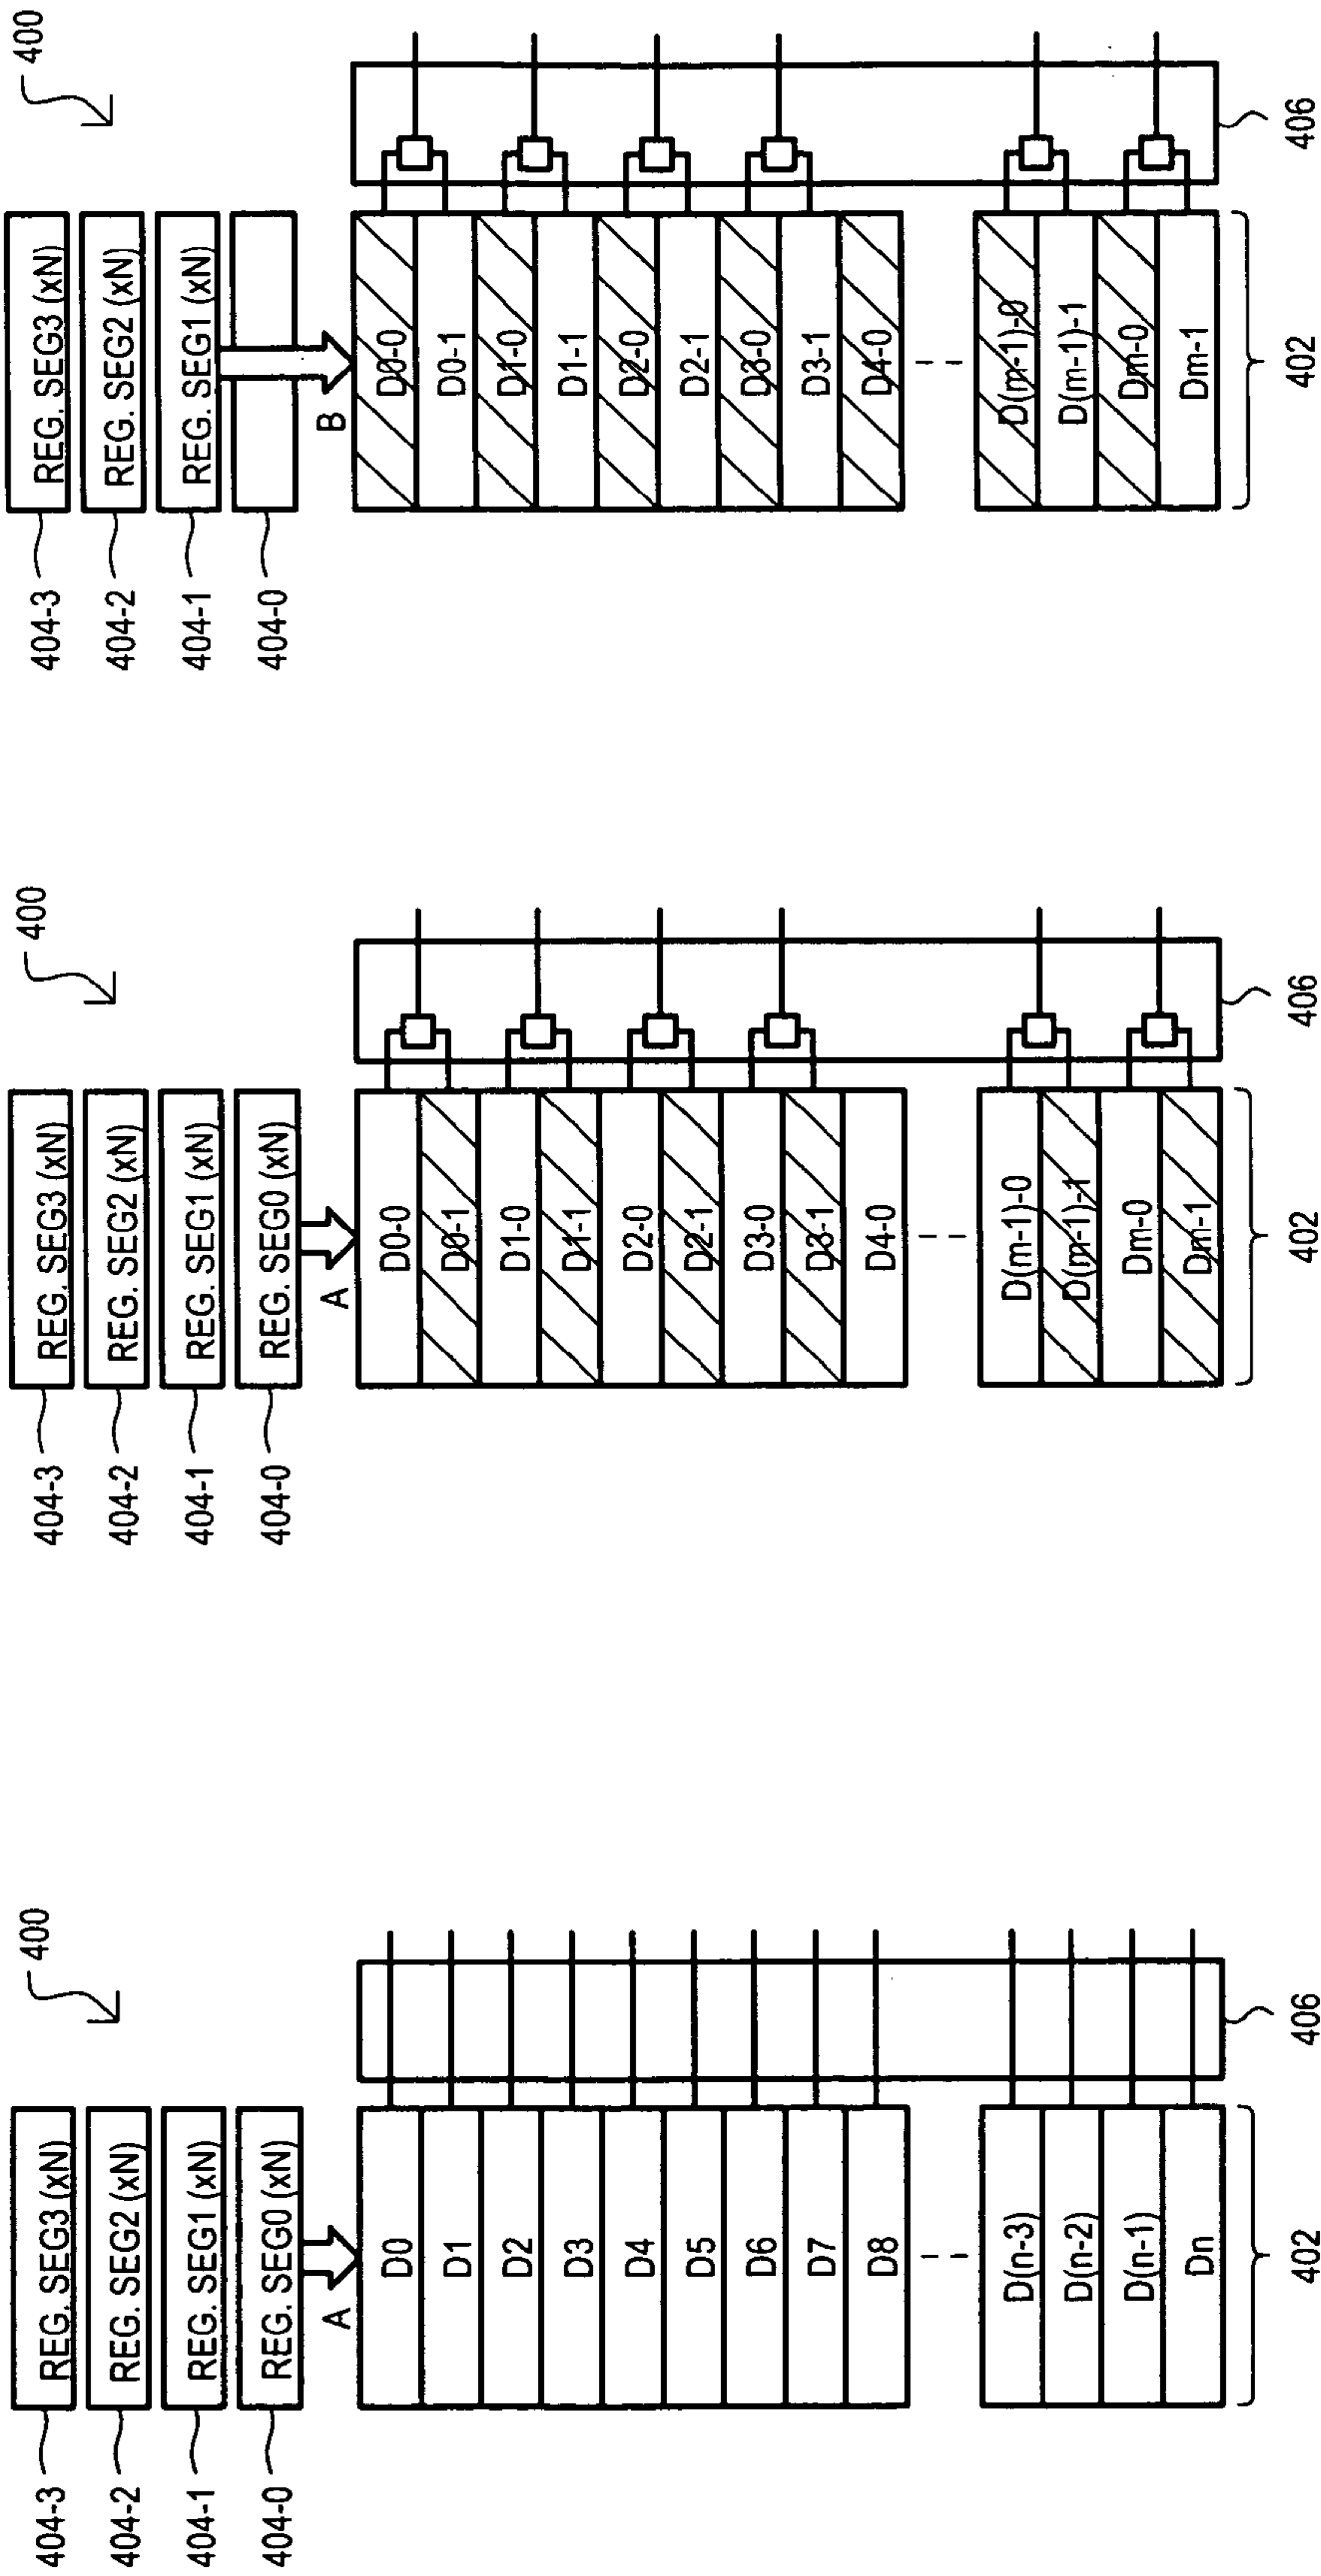 400
404-3
REG. SEG3 (xN)
404-2
REG. SEG2 (xN)
404-1
REG. SEG1 (xN)
404-0
REG. SEG0 (xN)
A
D0
D1
D2
D3
D4
D5
D6
D7
D8
D(n-3)
D(n-2)
D(n-1)
Dn
402
406
400
404-3
REG. SEG3 (xN)
404-2
REG. SEG2 (xN)
404-1
REG. SEG1 (xN)
404-0
REG. SEG0 (xN)
A
D0-0
D0-1
D1-0
D1-1
D2-0
D2-1
D3-0
D3-1
D4-0
D(m-1)-0
D(m-1)-1
Dm-0
Dm-1
402
406
400
404-3
REG. SEG3 (xN)
404-2
REG. SEG2 (xN)
404-1
REG. SEG1 (xN)
404-0
B
D0-0
D0-1
D1-0
D1-1
D2-0
D2-1
D3-0
D3-1
D4-0
D(m-1)-0
D(m-1)-1
Dm-0
Dm-1
402
406